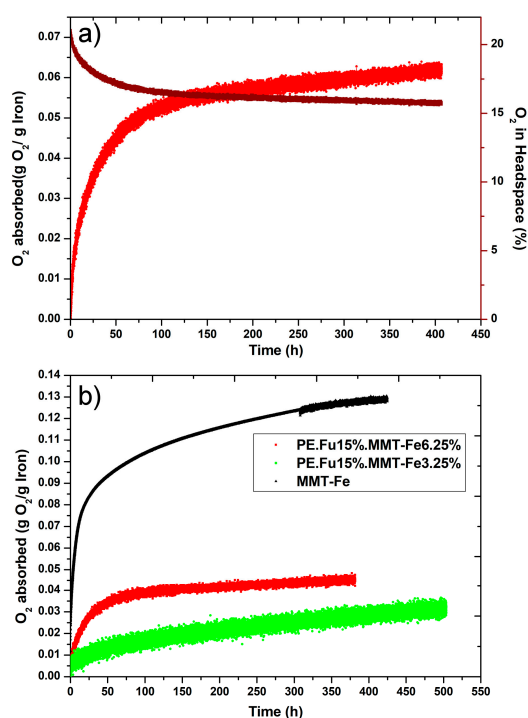 a)
0.07
0.06
0.05
0.04
0.03
0.02
0.01
0.00
O₂ absorbed(g O₂/ g Iron)
20
15
10
5
0
O₂ in Headspace (%)
0 50 100 150 200 250 300 350 400 450
Time (h)
b)
0.14
0.13
0.12
0.11
0.10
0.09
0.08
0.07
0.06
0.05
0.04
0.03
0.02
0.01
0.00
O₂ absorbed (g O₂/g Iron)
PE.Fu15%.MMT-Fe6.25%
PE.Fu15%.MMT-Fe3.25%
MMT-Fe
0 50 100 150 200 250 300 350 400 450 500 550
Time (h)